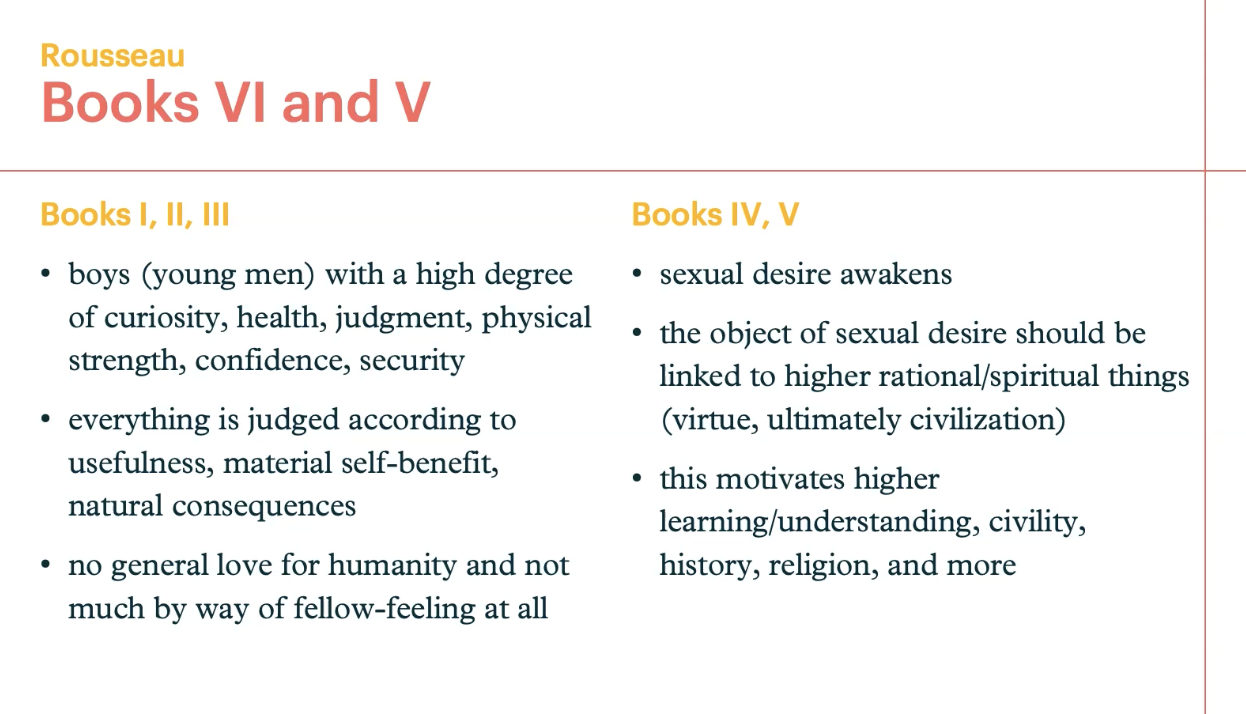 Rousseau
Books VI and V
Books I, II, III
• boys (young men) with a high degree
of curiosity, health, judgment, physical
strength, confidence, security
• everything is judged according to
usefulness, material self-benefit,
natural consequences
• no general love for humanity and not
much by way of fellow-feeling at all
Books IV, V
• sexual desire awakens
• the object of sexual desire should be
linked to higher rational/spiritual things
(virtue, ultimately civilization)
• this motivates higher
learning/understanding, civility,
history, religion, and more